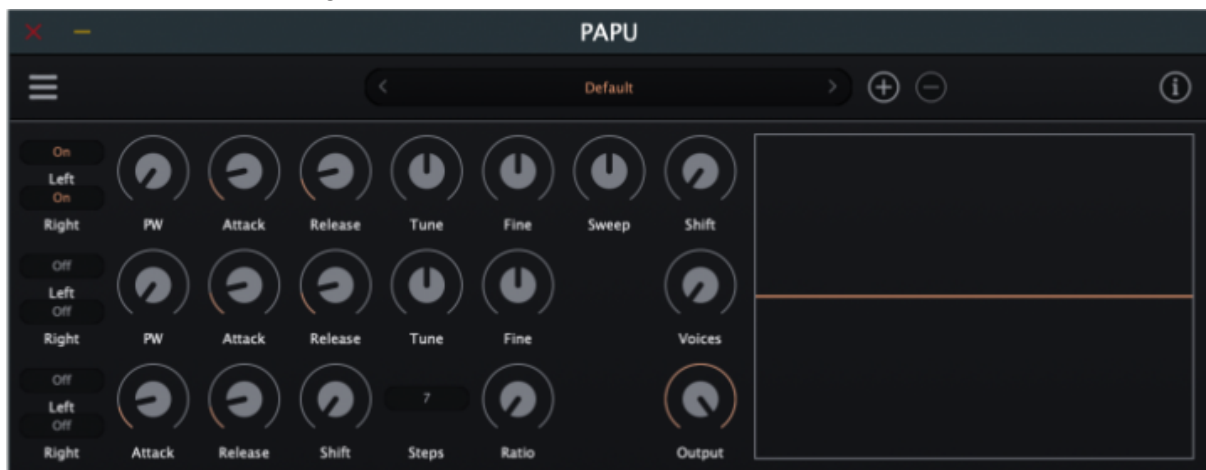 PAPU
Default
On
Left
On
Right
PW
Attack
Release
Tune
Fine
Sweep
Shift
Off
Left
Off
Right
PW
Attack
Release
Tune
Fine
Voices
Off
Left
Off
Right
Attack
Release
Shift
7
Steps
Ratio
Output